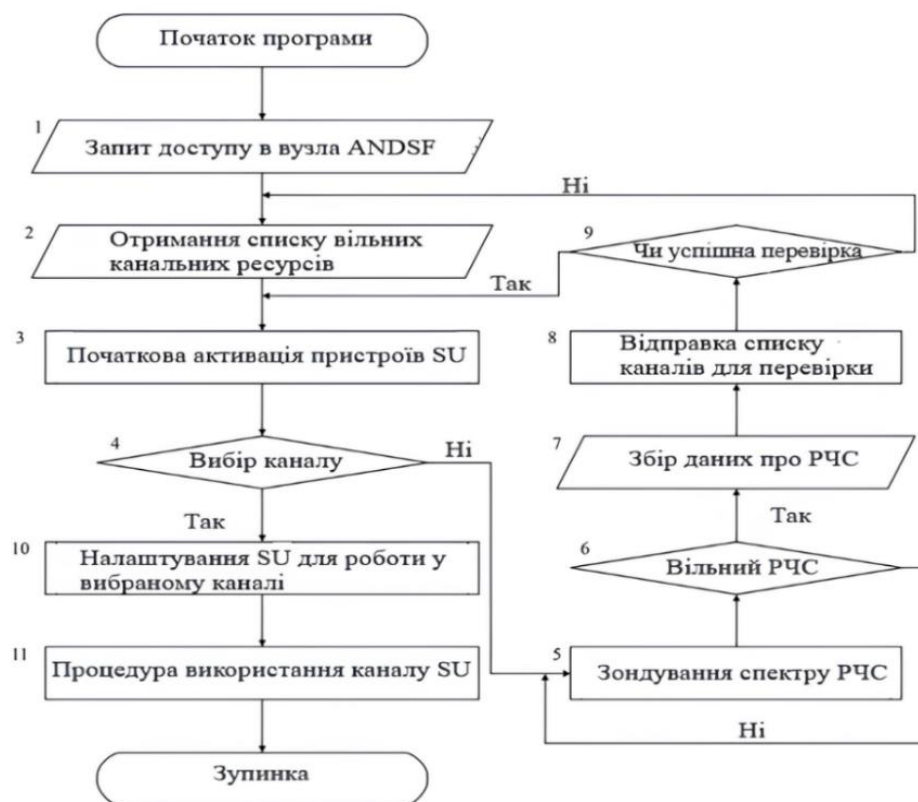 Початок програми
1
Запит доступу в вузла ANDSF
Ні
2
Отримання списку вільних
канальних ресурсів
9
Чи успішна перевірка
Так
3
Початкова активація пристроїв SU
8
Відправка списку
каналів для перевірки
4
Вибір каналу
Ні
7
Збір даних про РЧС
Так
Так
10
Налаштування SU для роботи у
вибраному каналі
6
Вільний РЧС
11
Процедура використання каналу SU
5
Зондування спектру РЧС
Ні
Зупинка